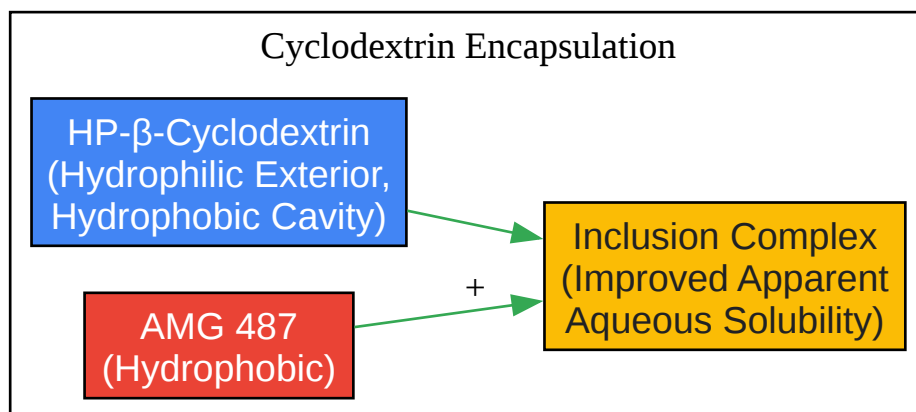 Cyclodextrin Encapsulation
HP-β-Cyclodextrin
(Hydrophilic Exterior,
Hydrophobic Cavity)
AMG 487
(Hydrophobic)
+
Inclusion Complex
(Improved Apparent
Aqueous Solubility)